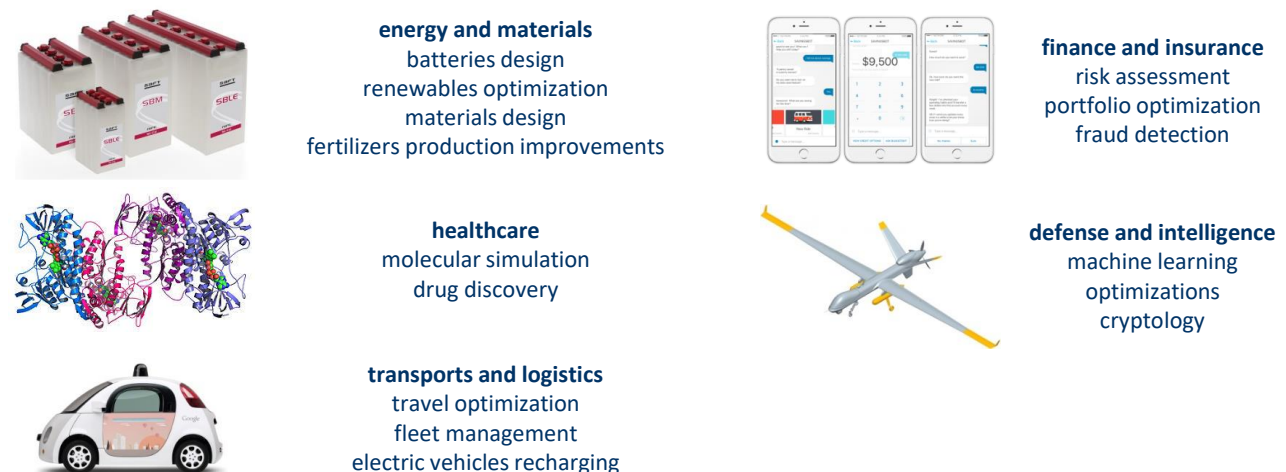 energy and materials
batteries design
renewables optimization
materials design
fertilizers production improvements
SBM
SBLE
SBLE
$9,500
finance and insurance
risk assessment
portfolio optimization
fraud detection
healthcare
molecular simulation
drug discovery
defense and intelligence
machine learning
optimizations
cryptology
Google
transports and logistics
travel optimization
fleet management
electric vehicles recharging